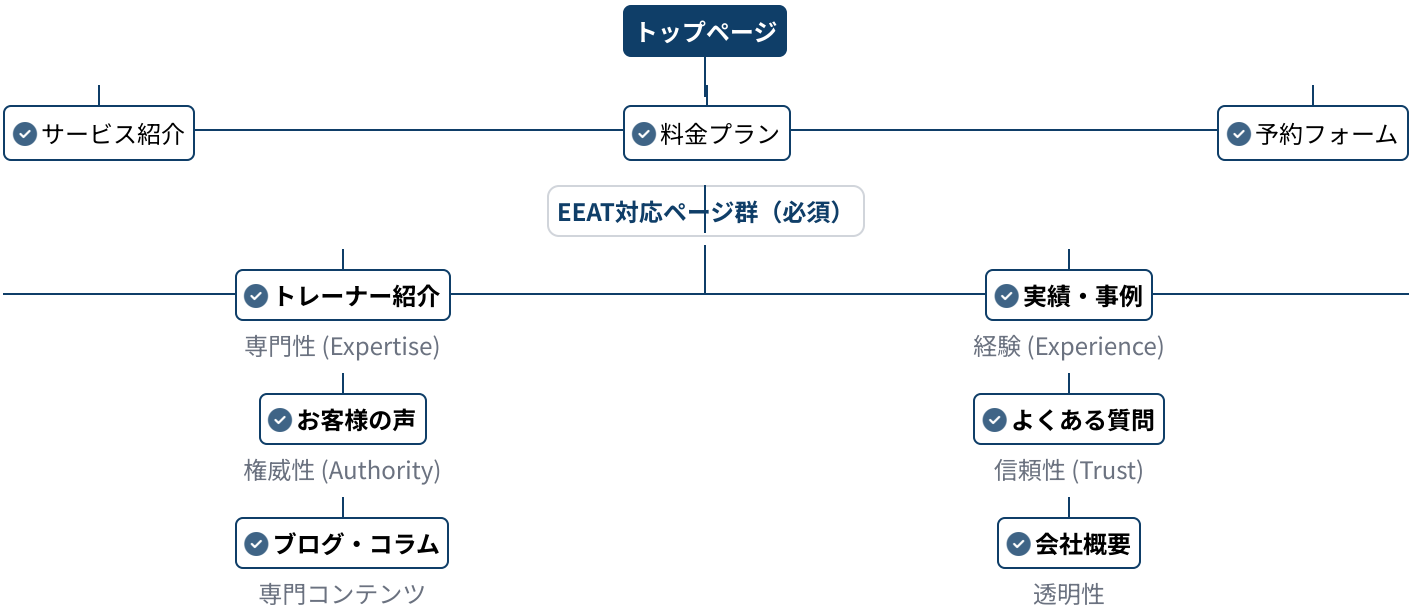 トップページ
サービス紹介
料金プラン
予約フォーム
EEAT対応ページ群（必須）
トレーナー紹介
実績・事例
専門性 (Expertise)
経験 (Experience)
お客様の声
よくある質問
権威性 (Authority)
信頼性 (Trust)
ブログ・コラム
会社概要
専門コンテンツ
透明性